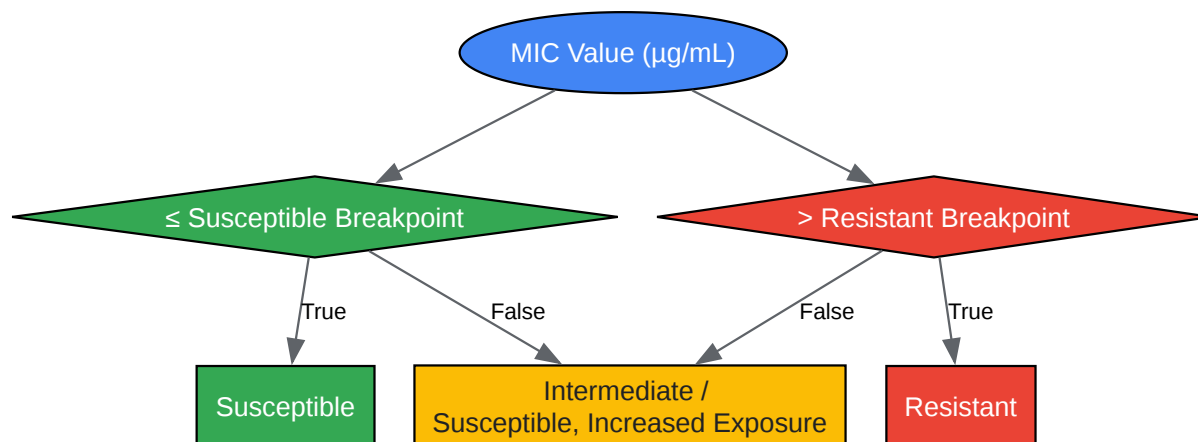 MIC Value (µg/mL)
≤ Susceptible Breakpoint
> Resistant Breakpoint
True
False
False
True
Susceptible
Intermediate /
Susceptible, Increased Exposure
Resistant